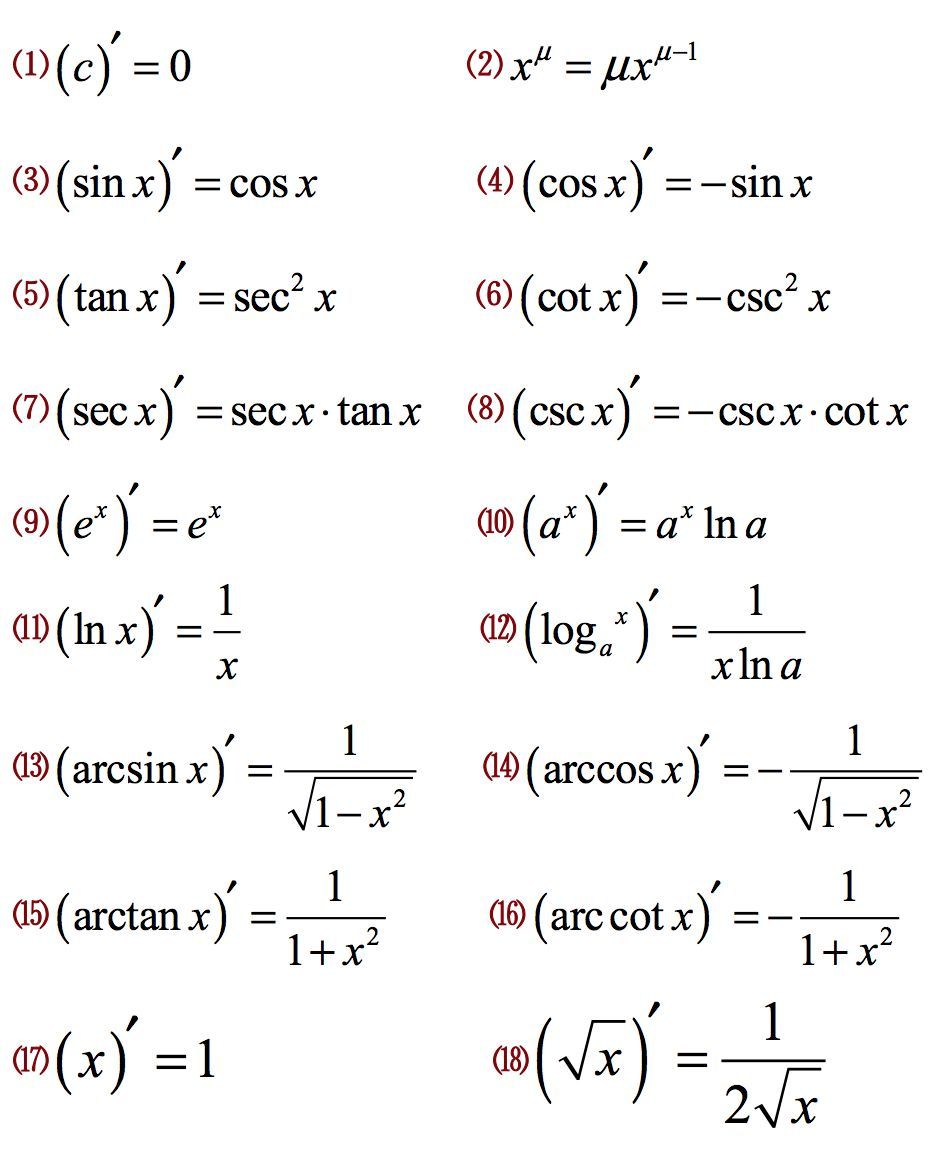 (1) (c)′ = 0 (2) x^μ = μx^(μ−1)
(3) (sin x)′ = cos x (4) (cos x)′ = −sin x
(5) (tan x)′ = sec² x (6) (cot x)′ = −csc² x
(7) (sec x)′ = sec x · tan x (8) (csc x)′ = −csc x · cot x
(9) (e^x)′ = e^x (10) (a^x)′ = a^x ln a
(11) (ln x)′ = 1/x (12) (log_a^x)′ = 1/(x ln a)
(13) (arcsin x)′ = 1/√(1−x²) (14) (arccos x)′ = −1/√(1−x²)
(15) (arctan x)′ = 1/(1+x²) (16) (arc cot x)′ = −1/(1+x²)
(17) (x)′ = 1 (18) (√x)′ = 1/(2√x)